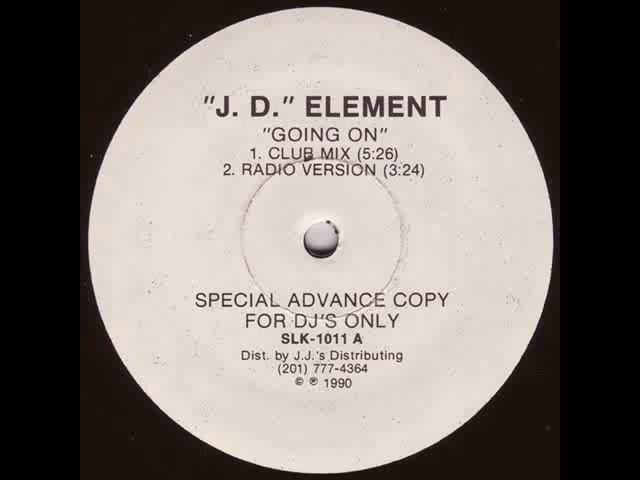 "J. D." ELEMENT
"GOING ON"
1. CLUB MIX (5:26)
2. RADIO VERSION (3:24)
SPECIAL ADVANCE COPY
FOR DJ'S ONLY
SLK-1011 A
Dist. by J.J.'s Distributing
(201) 777-4364
© ℗ 1990